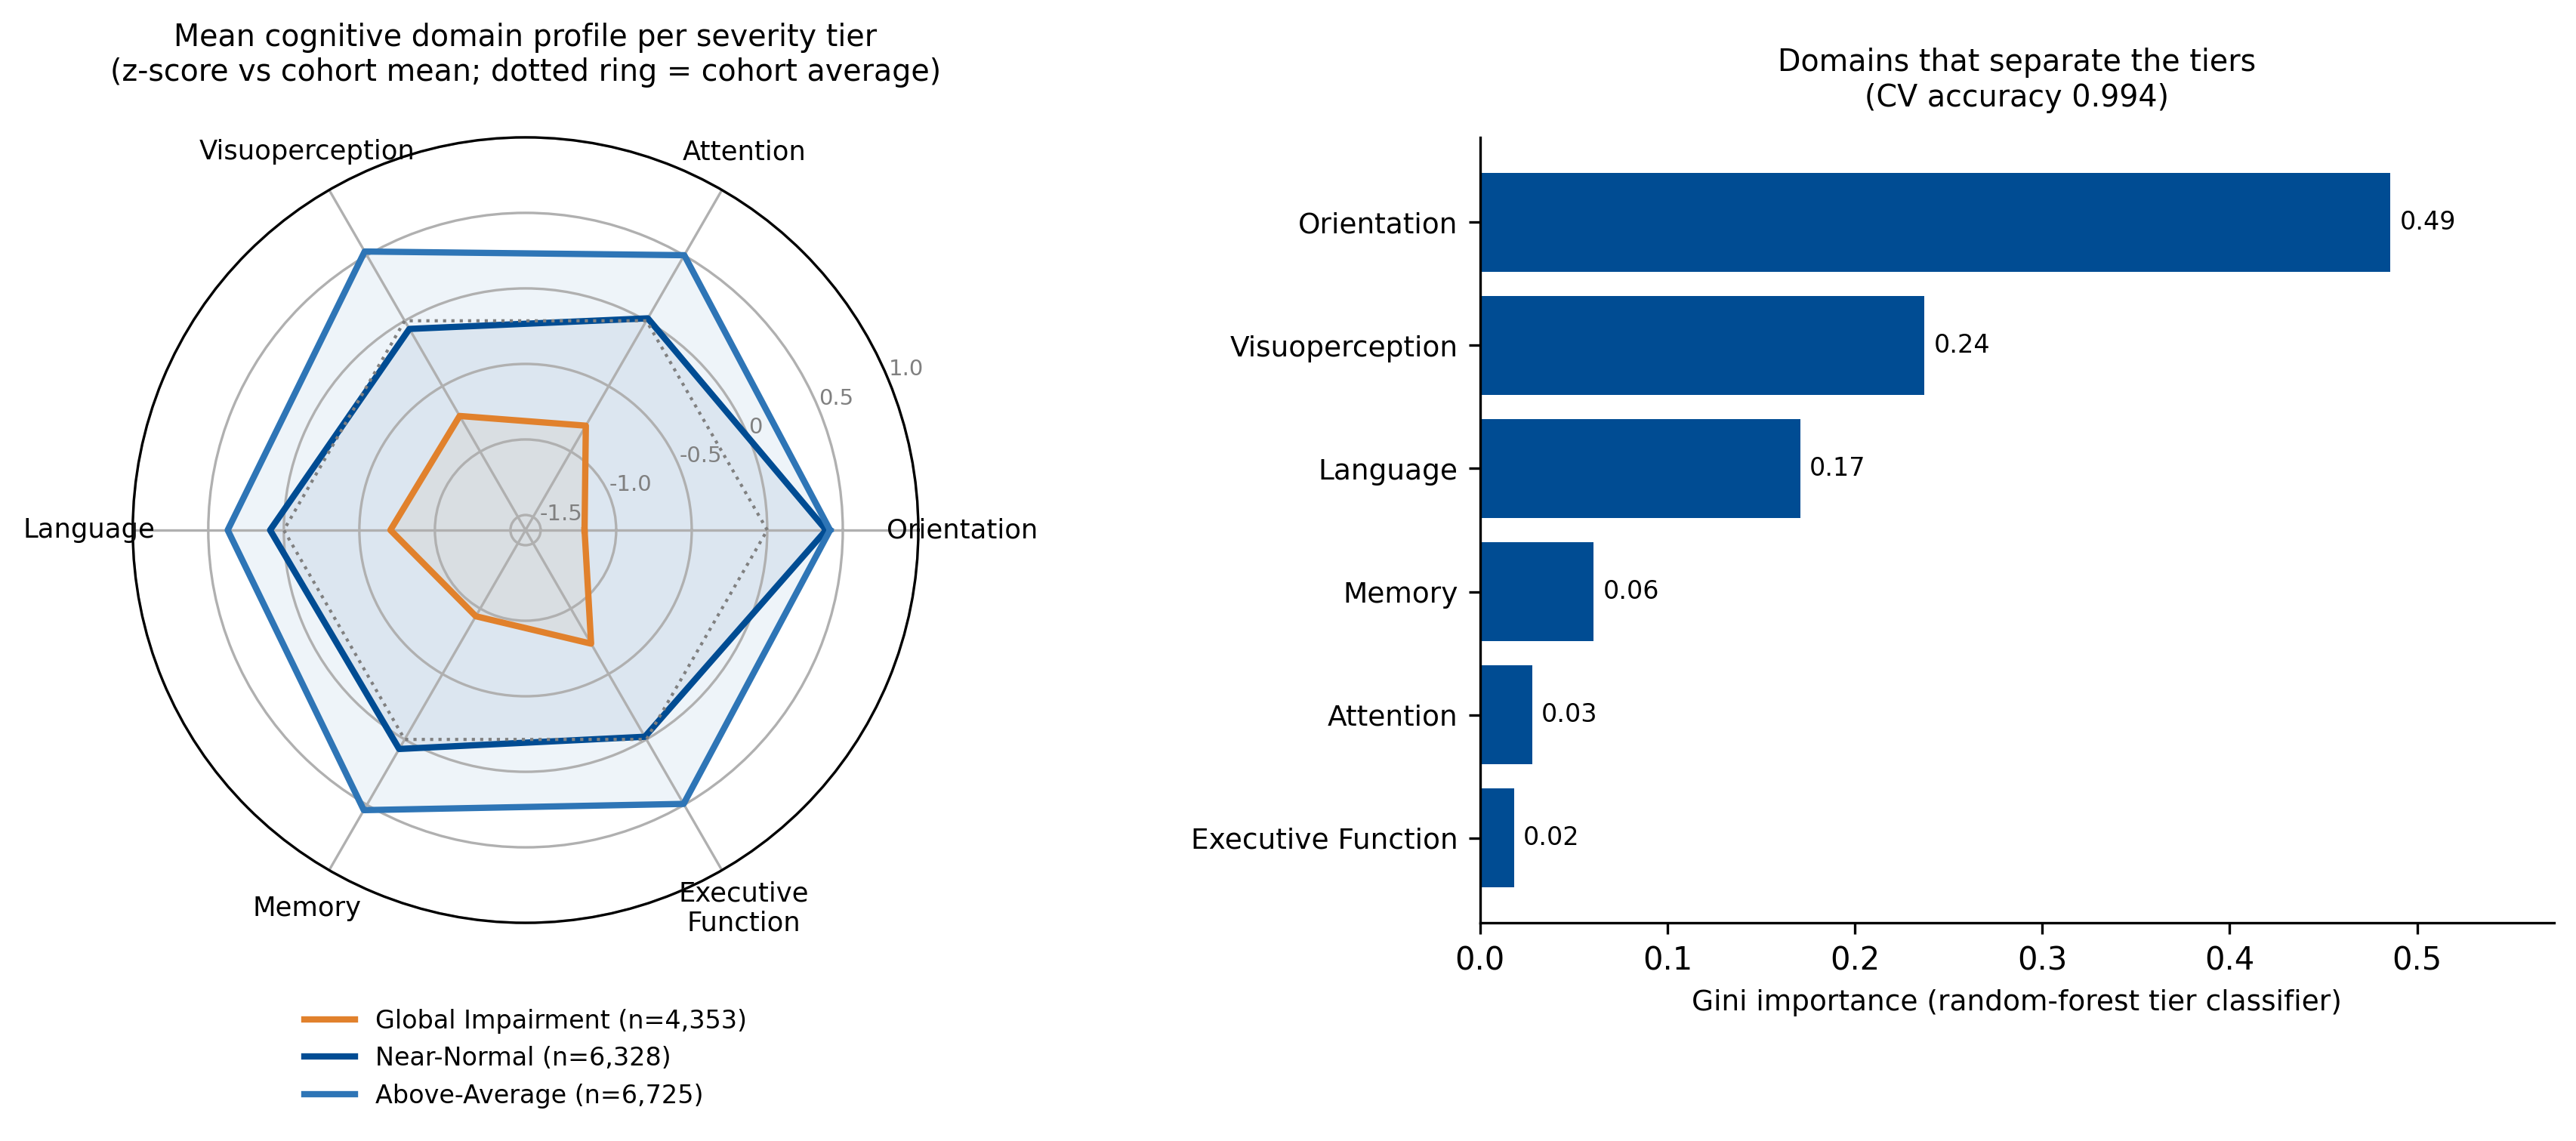 Mean cognitive domain profile per severity tier
(z-score vs cohort mean; dotted ring = cohort average)
Visuoperception
Attention
1.0
0.5
0
-0.5
-1.0
-1.5
Language
Orientation
Memory
Executive
Function
Global Impairment (n=4,353)
Near-Normal (n=6,328)
Above-Average (n=6,725)
Domains that separate the tiers
(CV accuracy 0.994)
Orientation 0.49
Visuoperception 0.24
Language 0.17
Memory 0.06
Attention 0.03
Executive Function 0.02
0.0 0.1 0.2 0.3 0.4 0.5
Gini importance (random-forest tier classifier)